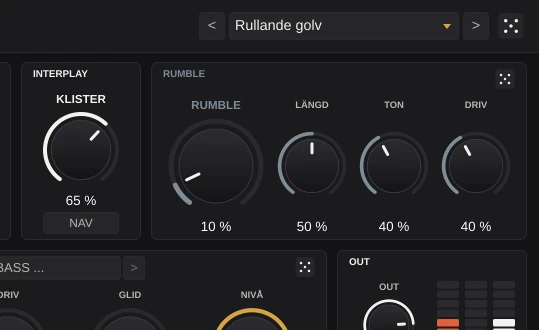 < Rullande golv >
INTERPLAY
KLISTER
65 %
NAV
RUMBLE
RUMBLE LÄNGD TON DRIV
10 % 50 % 40 % 40 %
BASS ... >
DRIV GLID NIVÅ
OUT
OUT